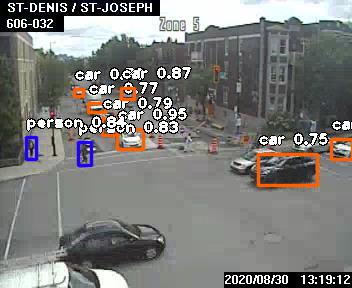 ST-DENIS / ST-JOSEPH
606-032
Zone 5
car 0.87
car 0.77
car 0.79
car 0.95
person 0.84
person 0.83
car 0.75
2020/08/30 13:19:12